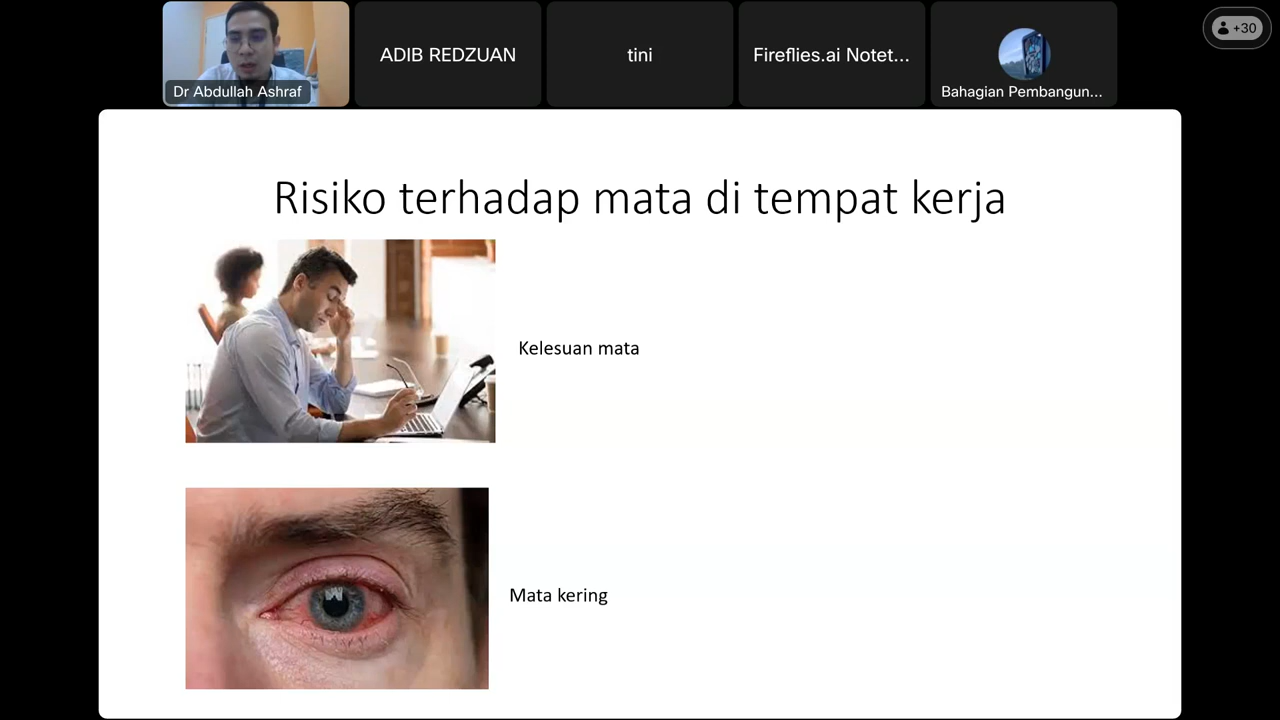 Dr Abdullah Ashraf
ADIB REDZUAN
tini
Fireflies.ai Notet...
Bahagian Pembangun...
+30
Risiko terhadap mata di tempat kerja
Kelesuan mata
Mata kering